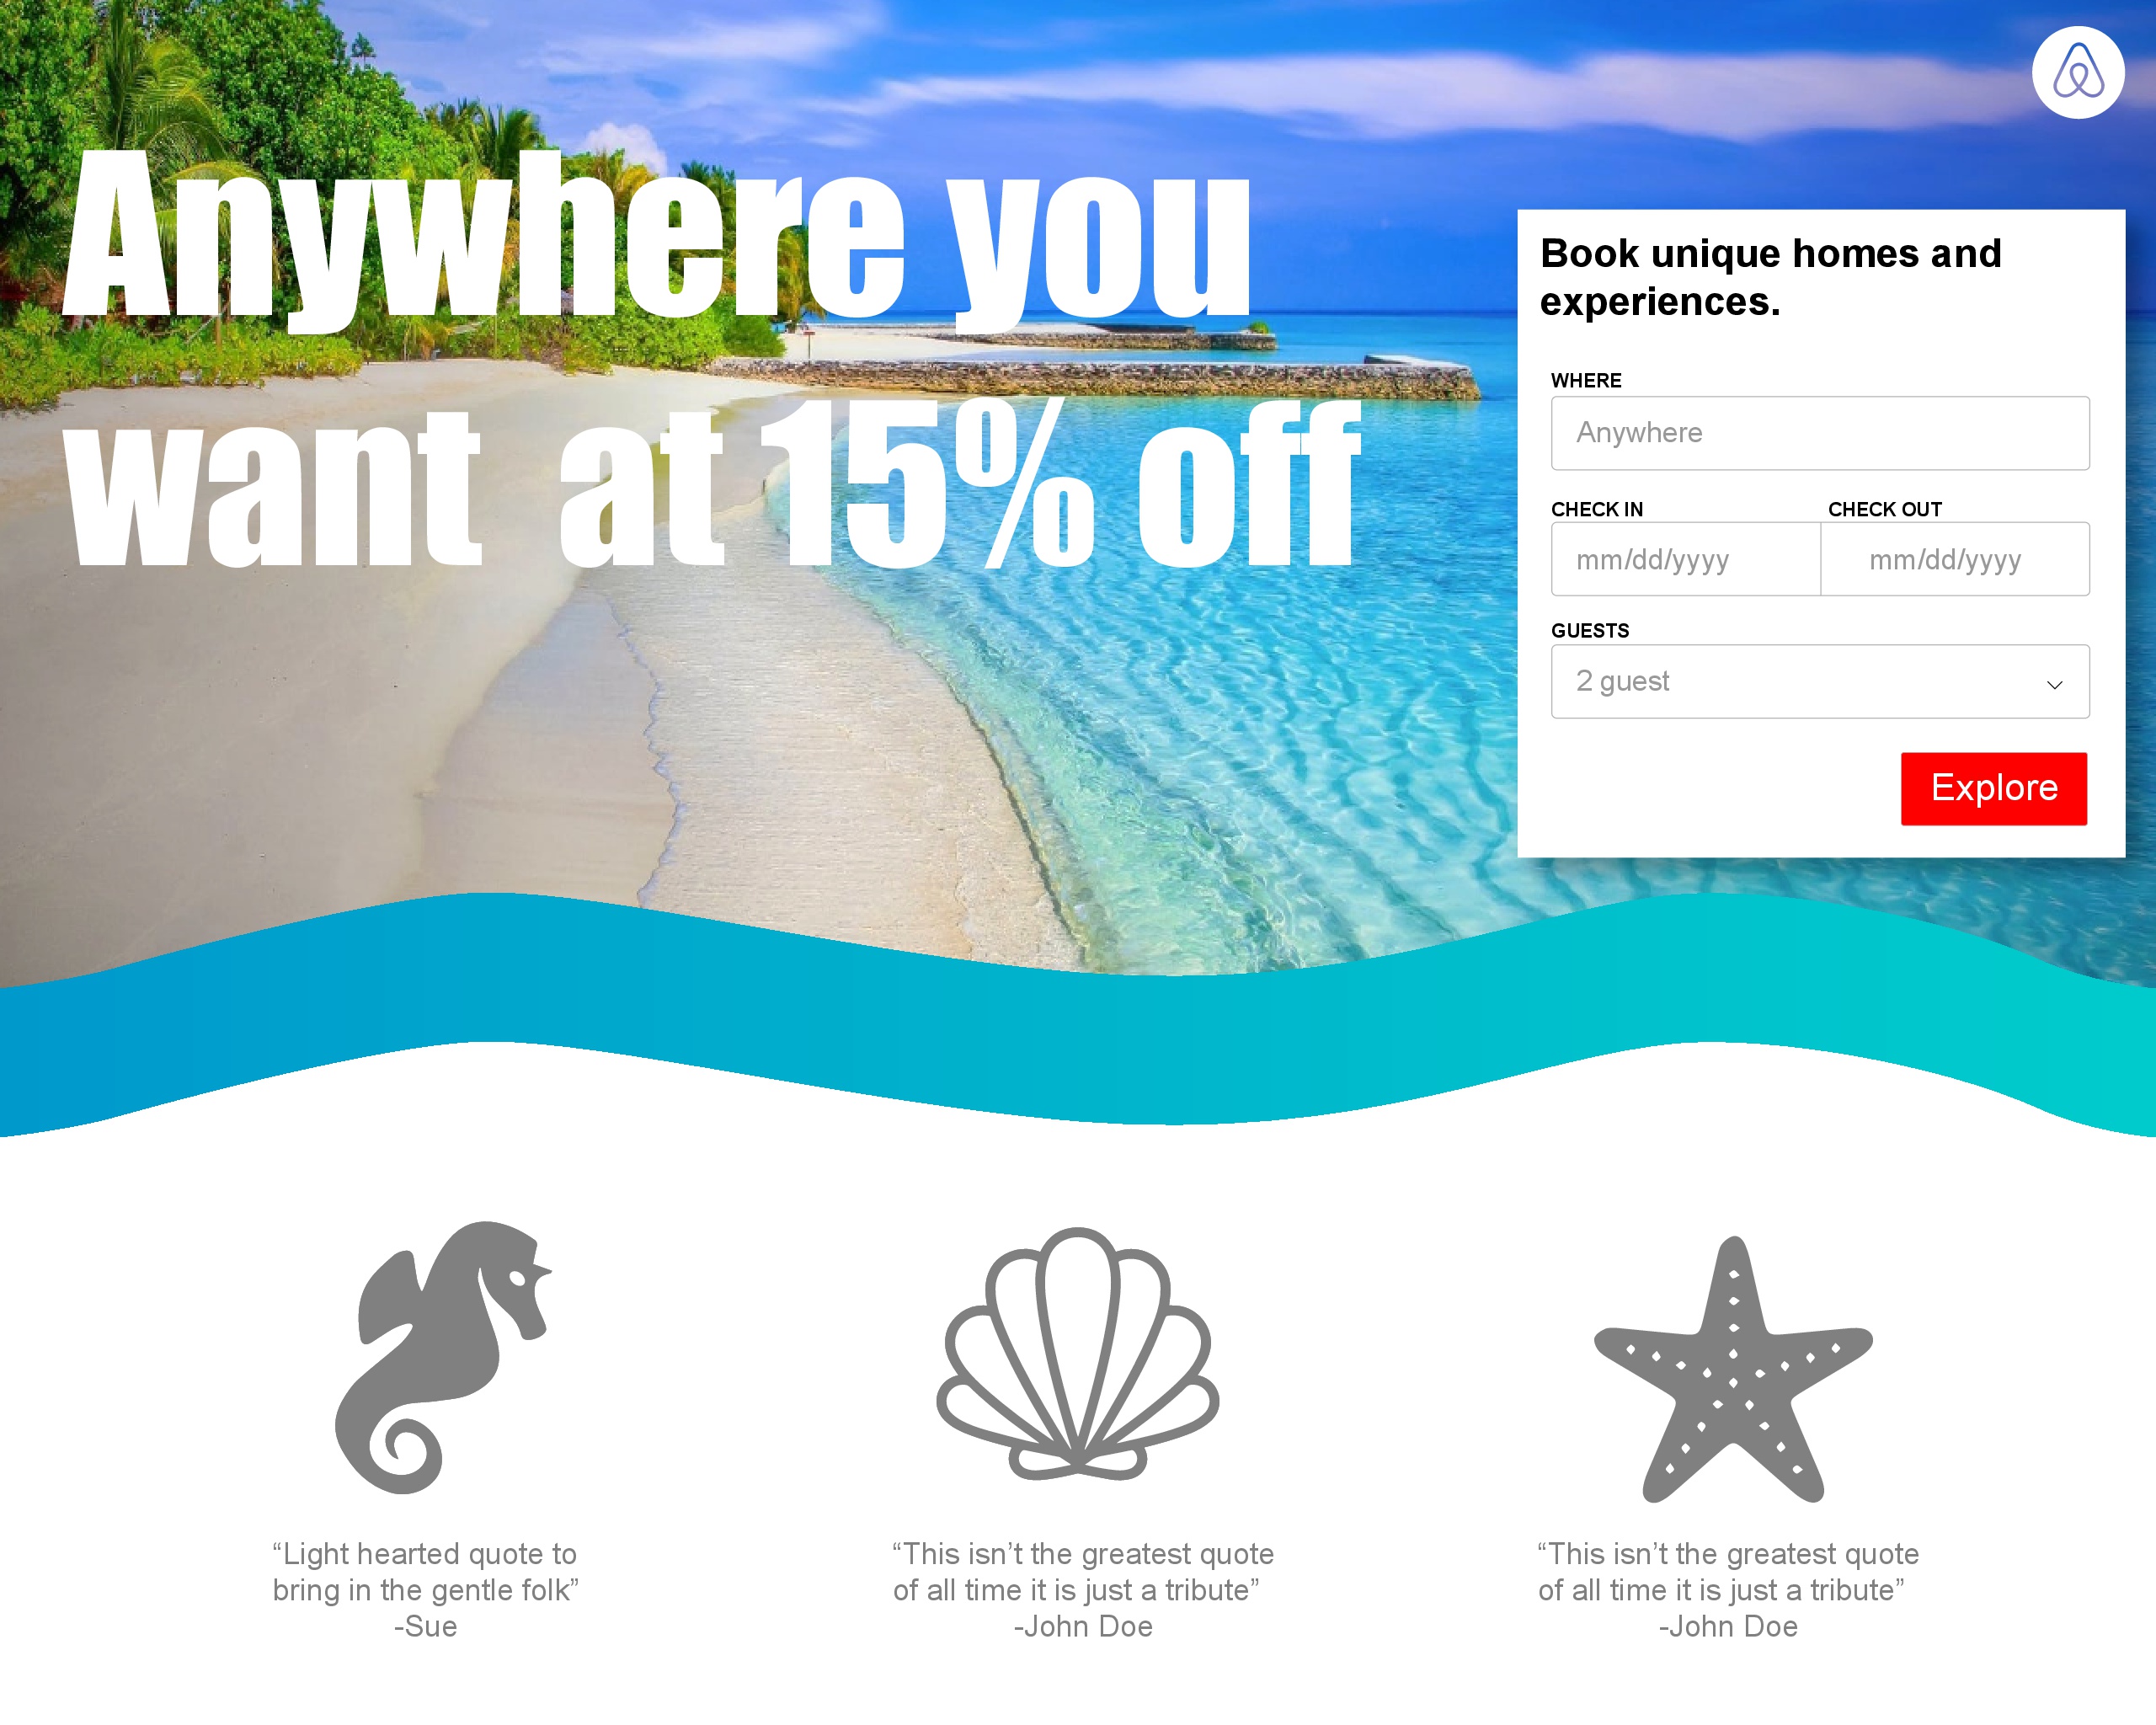 Anywhere you
want at 15% off
Book unique homes and
experiences.
WHERE
Anywhere
CHECK IN CHECK OUT
mm/dd/yyyy mm/dd/yyyy
GUESTS
2 guest
Explore
“Light hearted quote to
bring in the gentle folk”
-Sue
“This isn’t the greatest quote
of all time it is just a tribute”
-John Doe
“This isn’t the greatest quote
of all time it is just a tribute”
-John Doe